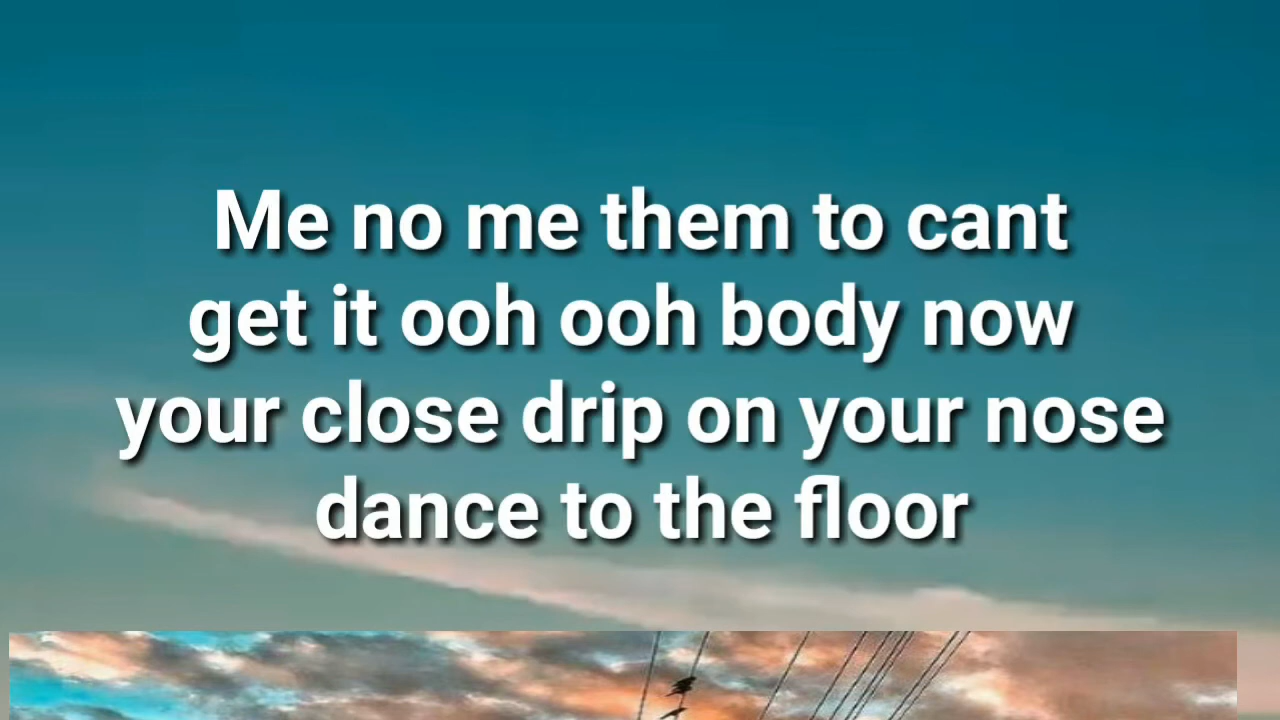 Me no me them to cant
get it ooh ooh body now
your close drip on your nose
dance to the floor